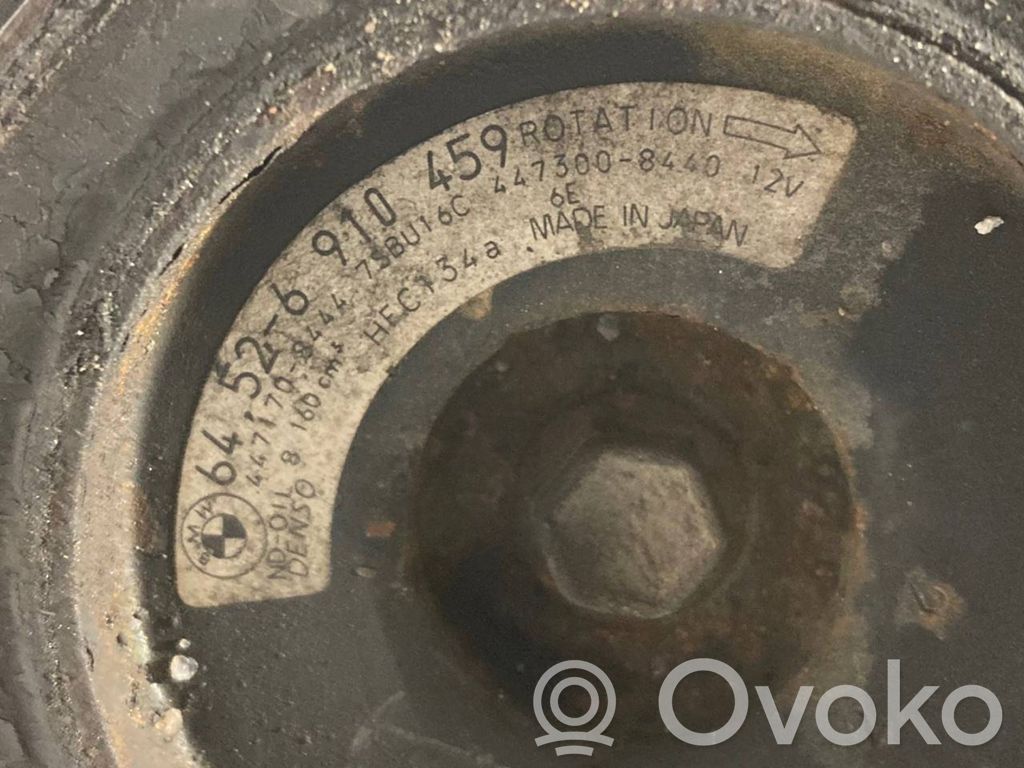 BMW 64.52-6 910 459 ROTATION
447170-8444 7SBU16C 447300-8440 12V
ND-OIL 8 160cm³ 6E
DENSO HEC734a MADE IN JAPAN
Ovoko